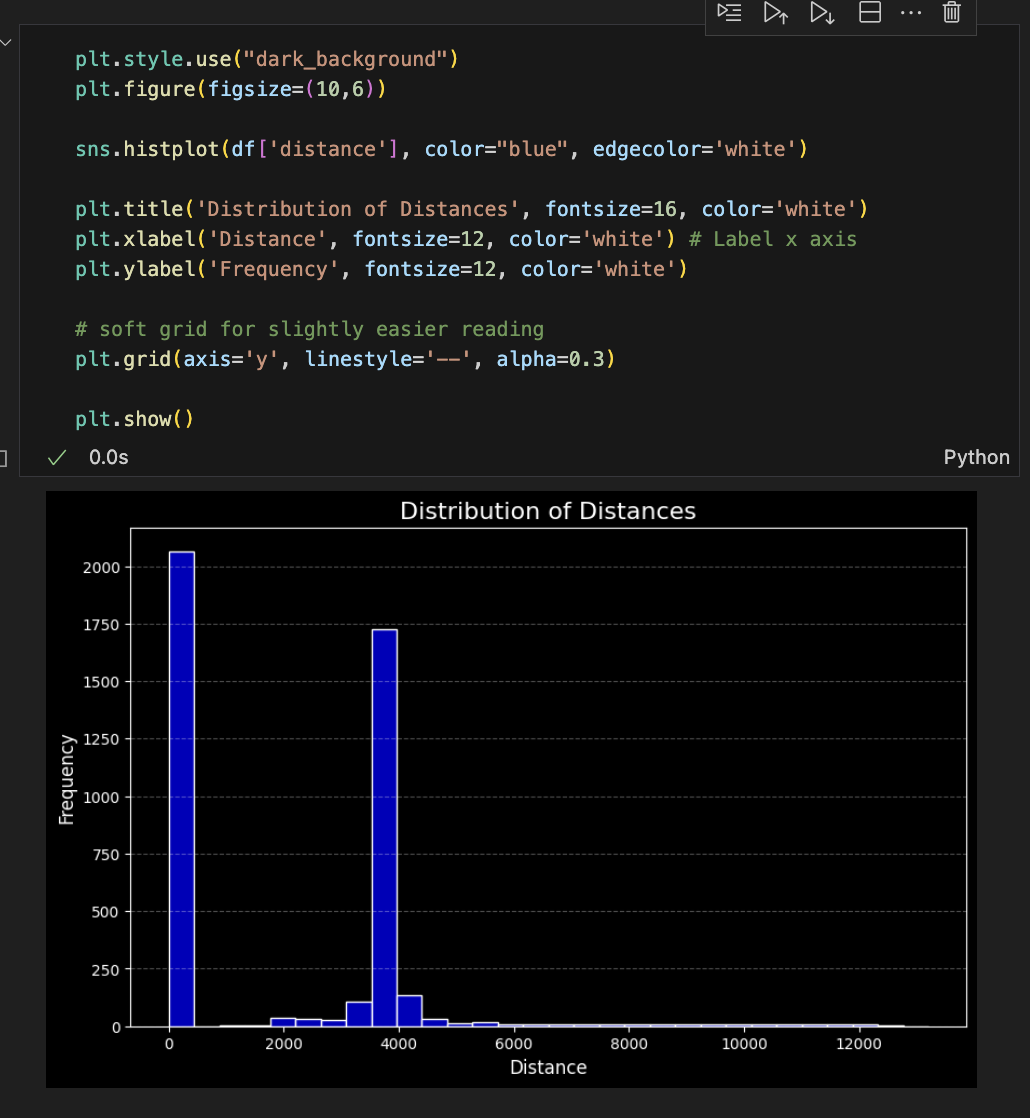 plt.style.use("dark_background")
plt.figure(figsize=(10,6))
sns.histplot(df['distance'], color="blue", edgecolor='white')
plt.title('Distribution of Distances', fontsize=16, color='white')
plt.xlabel('Distance', fontsize=12, color='white') # Label x axis
plt.ylabel('Frequency', fontsize=12, color='white')
# soft grid for slightly easier reading
plt.grid(axis='y', linestyle='--', alpha=0.3)
plt.show()
0.0s
Python
Distribution of Distances
2000
1750
1500
1250
1000
750
500
250
0
Frequency
0
2000
4000
6000
8000
10000
12000
Distance